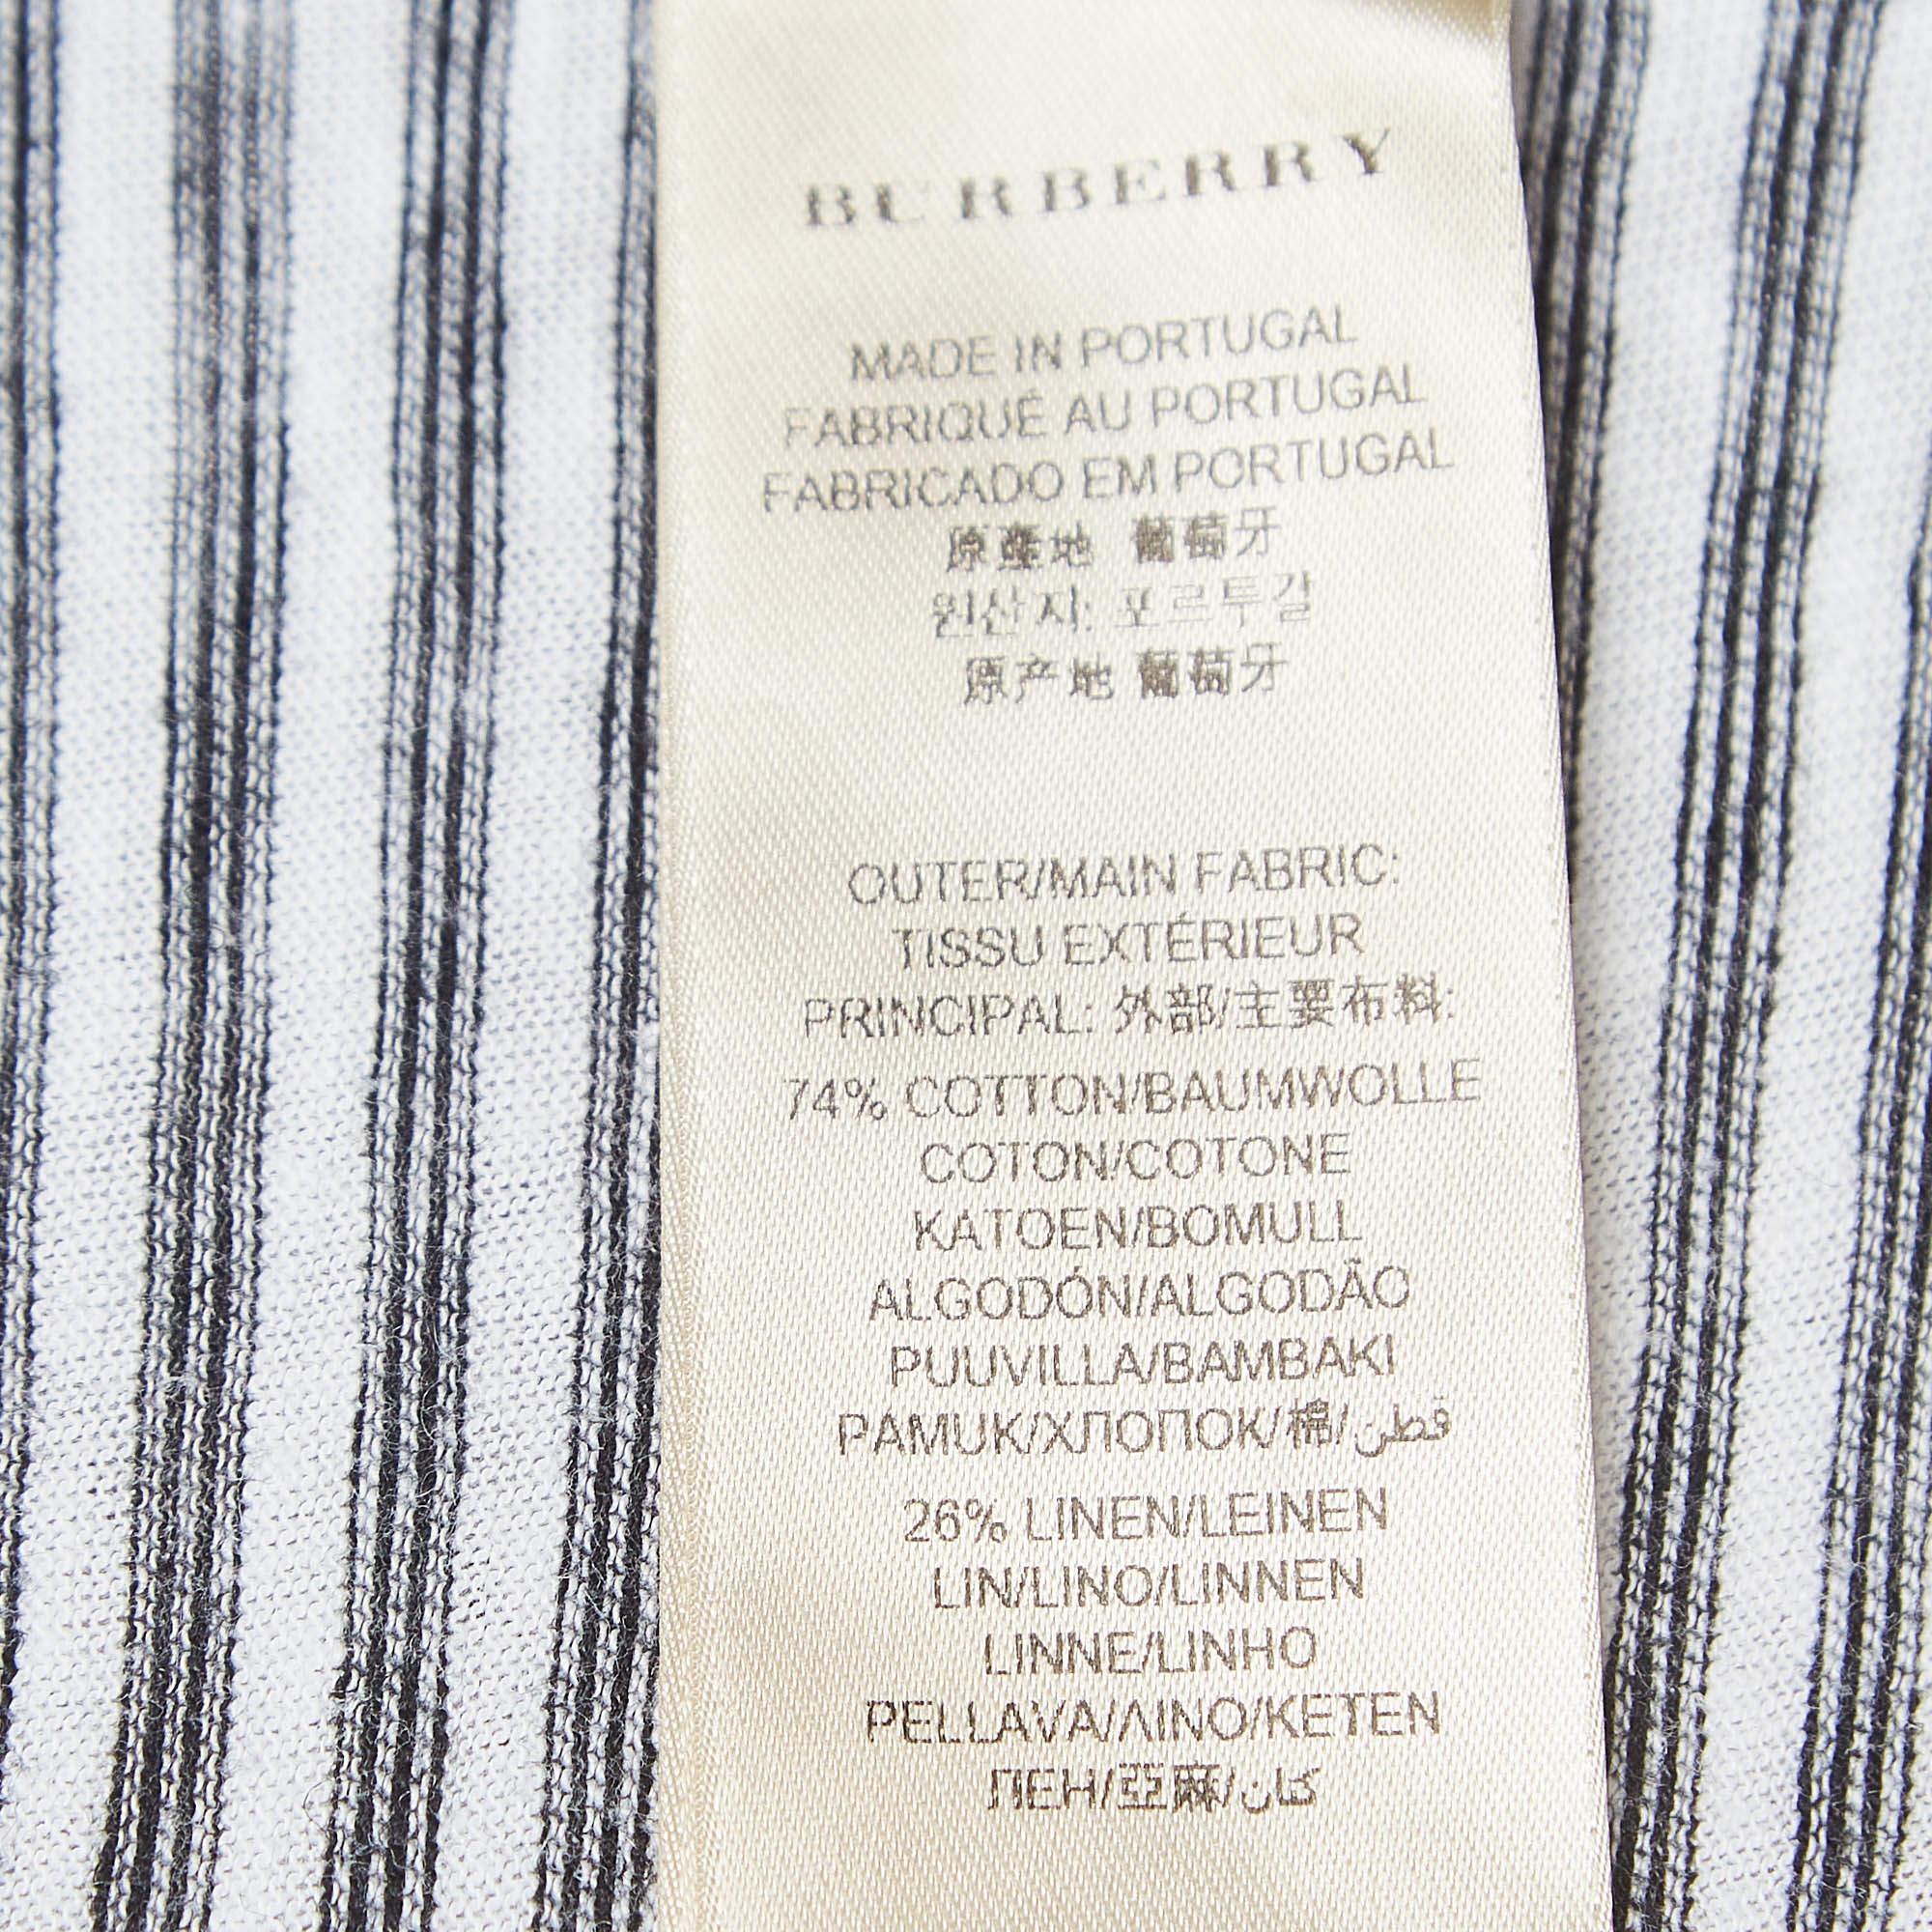 BURBERRY
MADE IN PORTUGAL
FABRIQUÉ AU PORTUGAL
FABRICADO EM PORTUGAL
原產地 葡萄牙
원산지: 포르투갈
原产地 葡萄牙
OUTER/MAIN FABRIC:
TISSU EXTÉRIEUR
PRINCIPAL: 外部/主要布料:
74% COTTON/BAUMWOLLE
COTON/COTONE
KATOEN/BOMULL
ALGODÓN/ALGODÃO
PUUVILLA/BAMBAKI
PAMUK/ХЛОПОК/棉/قطن
26% LINEN/LEINEN
LIN/LINO/LINNEN
LINNE/LINHO
PELLAVA/ΛΙΝΟ/KETEN
ЛЕН/亞麻/كتان